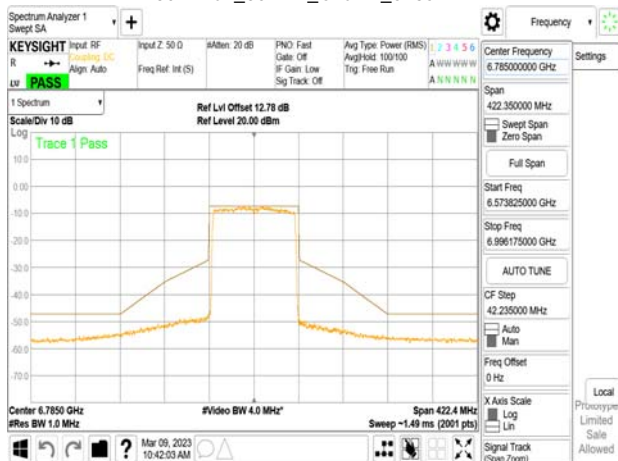 Spectrum Analyzer 1
Swept SA
Frequency
Settings
KEYSIGHT
R
LVI
PASS
Input: RF
Coupling: DC
Align: Auto
Input Z: 50 Ω
Freq Ref: Int (S)
#Atten: 20 dB
PNO: Fast
Gate: Off
IF Gain: Low
Sig Track: Off
Avg Type: Power (RMS)
Avg|Hold: 100/100
Trig: Free Run
1 2 3 4 5 6
A W W W W W
A N N N N N
Center Frequency
6.785000000 GHz
Span
422.350000 MHz
Swept Span
Zero Span
Full Span
Start Freq
6.573825000 GHz
Stop Freq
6.996175000 GHz
AUTO TUNE
CF Step
42.235000 MHz
Auto
Man
Freq Offset
0 Hz
X Axis Scale
Log
Lin
Signal Track
(Span Zoom)
Local
Prototype
Limited
Sale
Allowed
1 Spectrum
Scale/Div 10 dB
Log
Ref Lvl Offset 12.78 dB
Ref Level 20.00 dBm
Trace 1 Pass
10.0
0.00
-10.0
-20.0
-30.0
-40.0
-50.0
-60.0
-70.0
Center 6.7850 GHz
#Res BW 1.0 MHz
#Video BW 4.0 MHz*
Span 422.4 MHz
Sweep ~1.49 ms (2001 pts)
?
Mar 09, 2023
10:42:03 AM